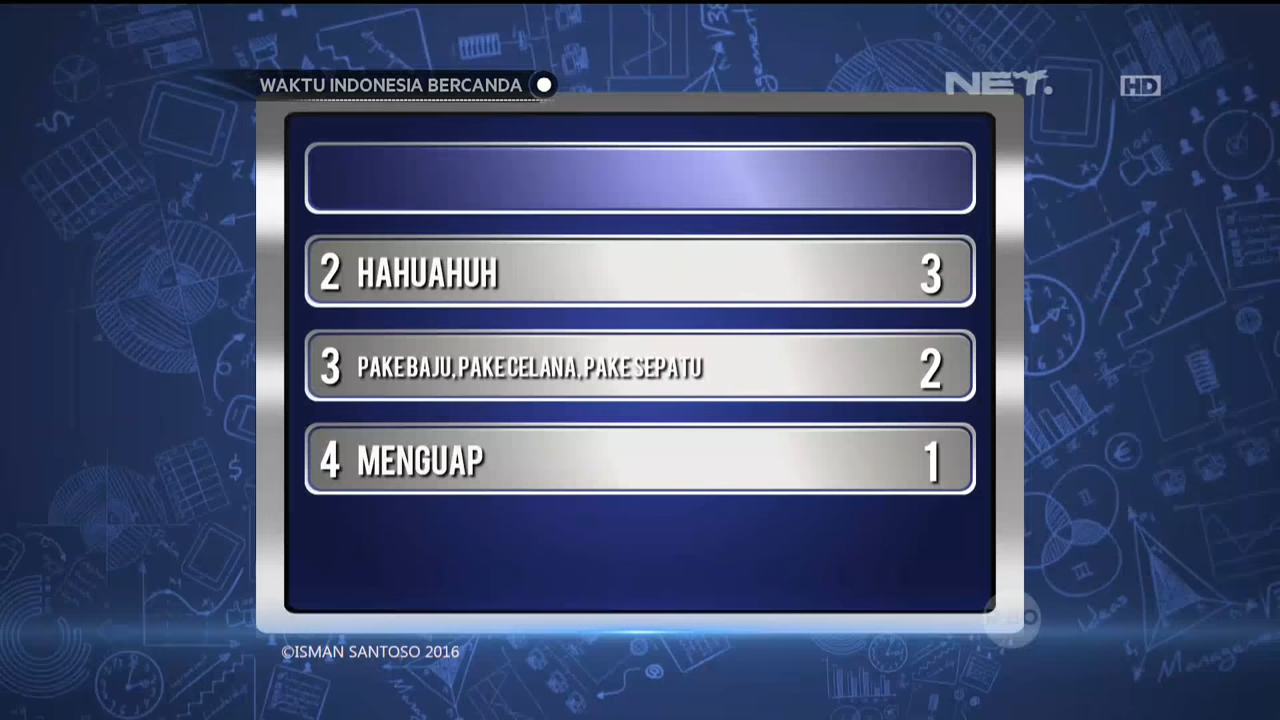 WAKTU INDONESIA BERCANDA
NET.
HD
2 HAHUAHUH 3
3 PAKE BAJU, PAKE CELANA, PAKE SEPATU 2
4 MENGUAP 1
©ISMAN SANTOSO 2016